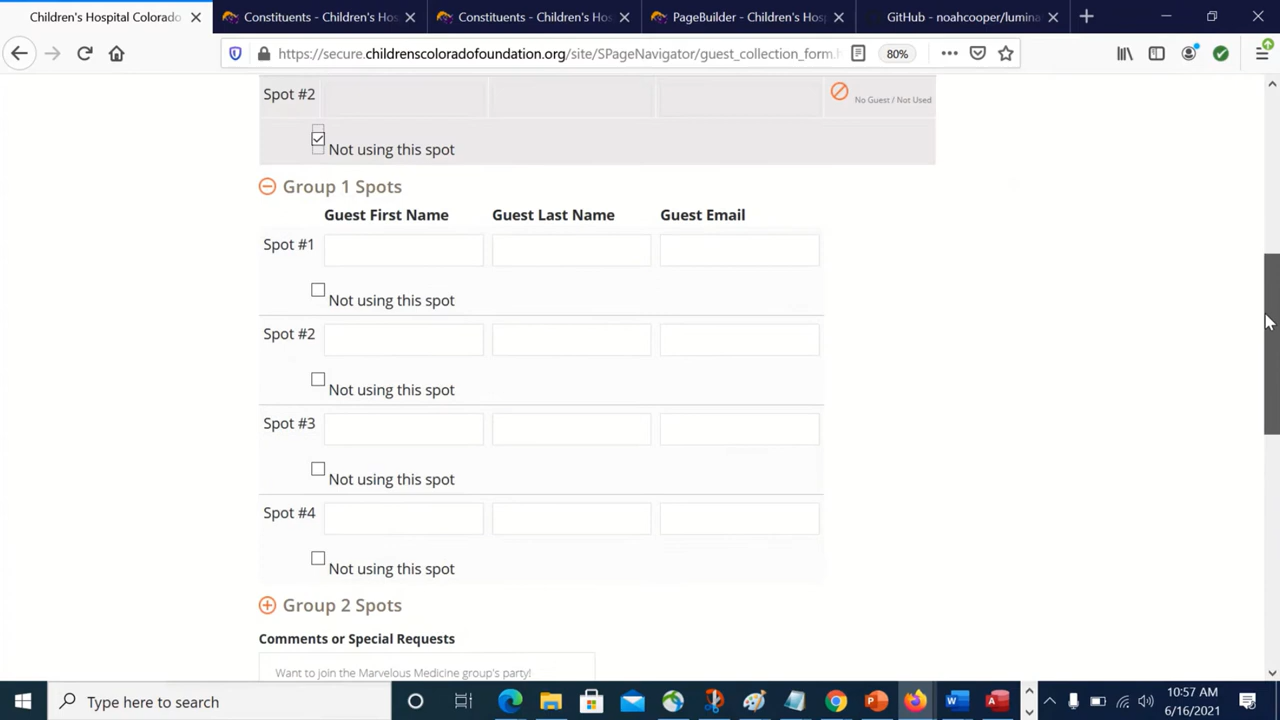 Children's Hospital Colorado
Constituents - Children's Hos
Constituents - Children's Hos
PageBuilder - Children's Hosp
GitHub - noahcooper/lumina
https://secure.childrenscoloradofoundation.org/site/SPageNavigator/guest_collection_form.h
80%
Spot #2
No Guest / Not Used
Not using this spot
Group 1 Spots
Guest First Name Guest Last Name Guest Email
Spot #1
Not using this spot
Spot #2
Not using this spot
Spot #3
Not using this spot
Spot #4
Not using this spot
Group 2 Spots
Comments or Special Requests
Want to join the Marvelous Medicine group's party!
Type here to search
10:57 AM
6/16/2021